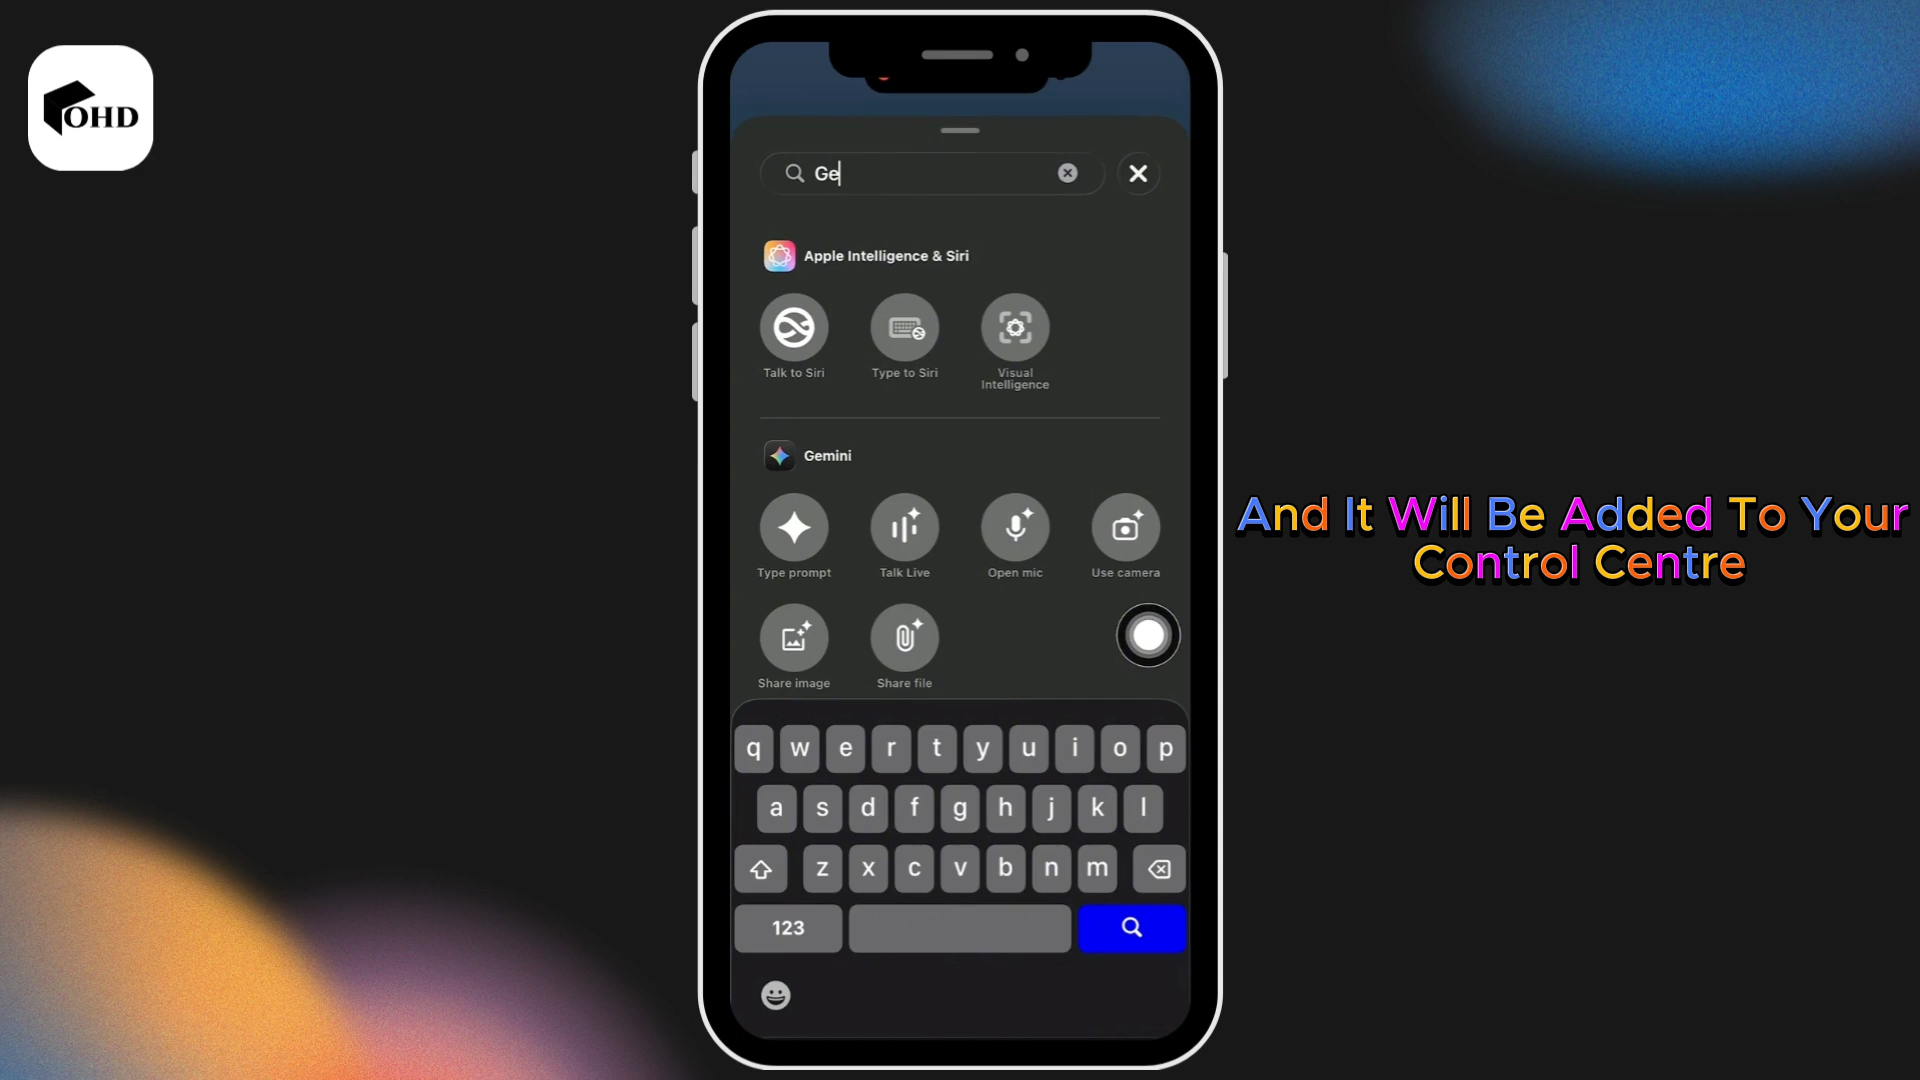 OHD
Ge
Apple Intelligence & Siri
Talk to Siri
Type to Siri
Visual
Intelligence
Gemini
Type prompt
Talk Live
Open mic
Use camera
Share image
Share file
And It Will Be Added To Your
Control Centre
q w e r t y u i o p
a s d f g h j k l
z x c v b n m
123